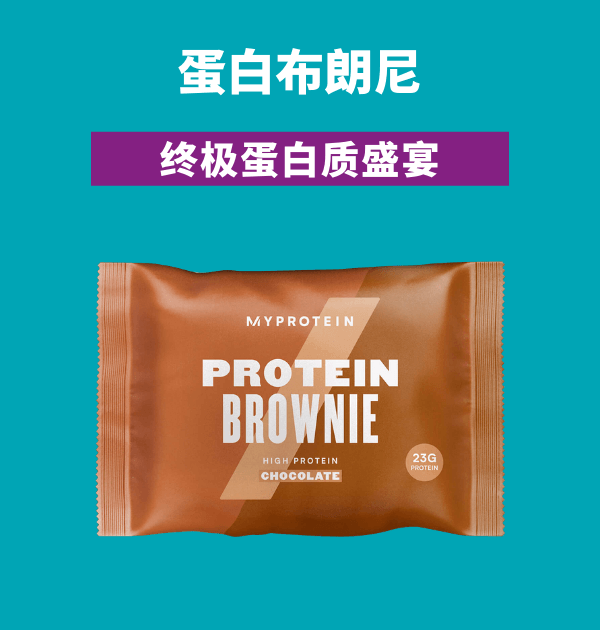 蛋白布朗尼
终极蛋白质盛宴
MYPROTEIN
PROTEIN
BROWNIE
HIGH PROTEIN
CHOCOLATE
23G
PROTEIN